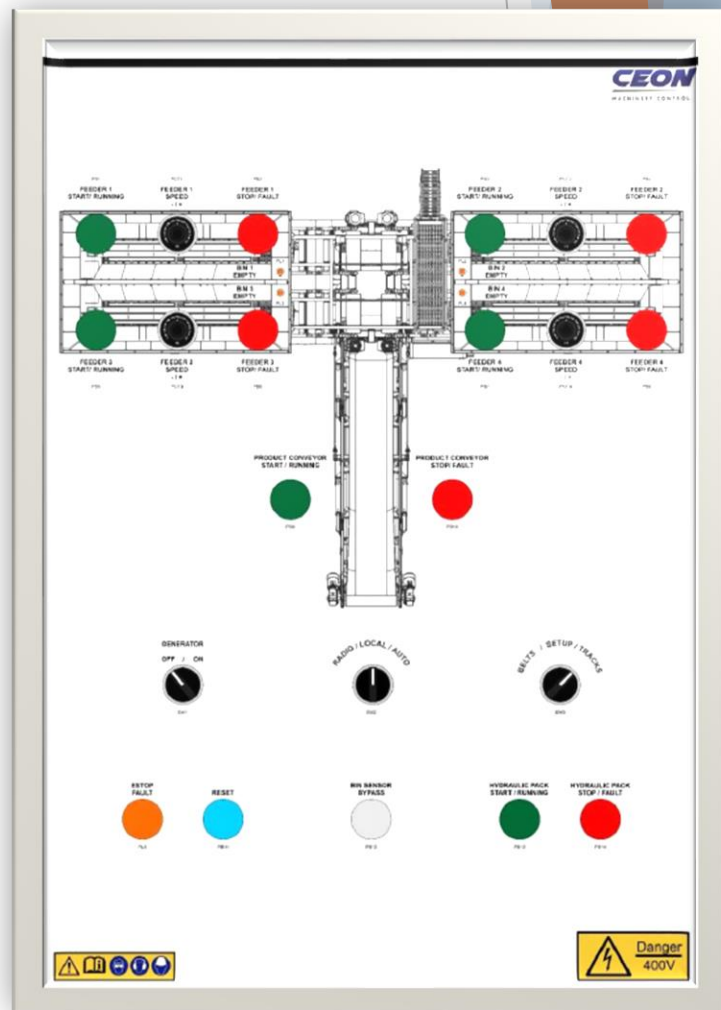 CEON
MACHINERY CONTROL
FEEDER 1
START/ RUNNING
FEEDER 1
SPEED
FEEDER 1
STOP/ FAULT
FEEDER 2
START/ RUNNING
FEEDER 2
SPEED
FEEDER 2
STOP/ FAULT
BIN 1
EMPTY
BIN 2
EMPTY
BIN 3
EMPTY
BIN 4
EMPTY
FEEDER 3
START/ RUNNING
FEEDER 3
SPEED
FEEDER 3
STOP/ FAULT
FEEDER 4
START/ RUNNING
FEEDER 4
SPEED
FEEDER 4
STOP/ FAULT
PRODUCT CONVEYOR
START / RUNNING
PRODUCT CONVEYOR
STOP/ FAULT
GENERATOR
OFF / ON
RADIO / LOCAL / AUTO
BELTS / SETUP / TRACKS
ESTOP
FAULT
RESET
BIN SENSOR
BYPASS
HYDRAULIC PACK
START / RUNNING
HYDRAULIC PACK
STOP / FAULT
Danger
400V